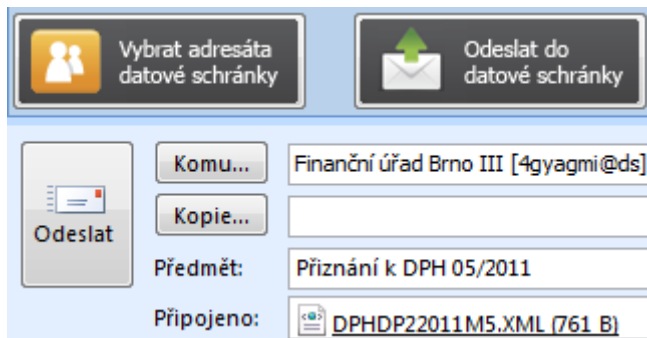 Vybrat adresáta
datové schránky
Odeslat do
datové schránky
Odeslat
Komu...
Finanční úřad Brno III [4gyagmi@ds]
Kopie...
Předmět:
Přiznání k DPH 05/2011
Připojeno:
DPHDP22011M5.XML (761 B)